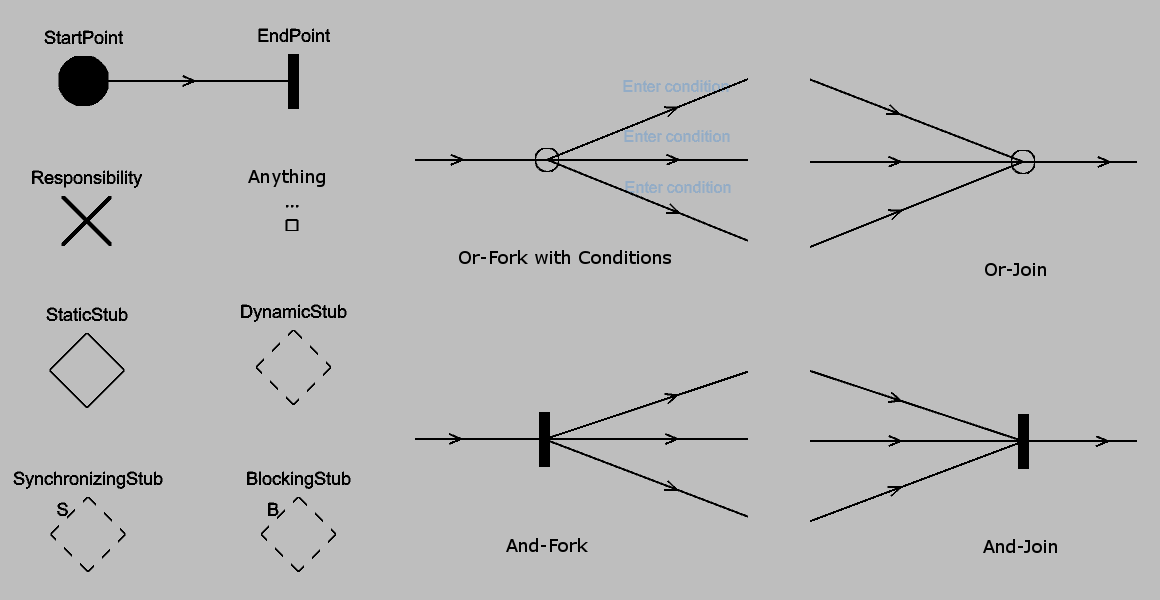 StartPoint
EndPoint
Enter condition
Enter condition
Enter condition
Responsibility
Anything
...
Or-Fork with Conditions
Or-Join
StaticStub
DynamicStub
SynchronizingStub
S
BlockingStub
B
And-Fork
And-Join